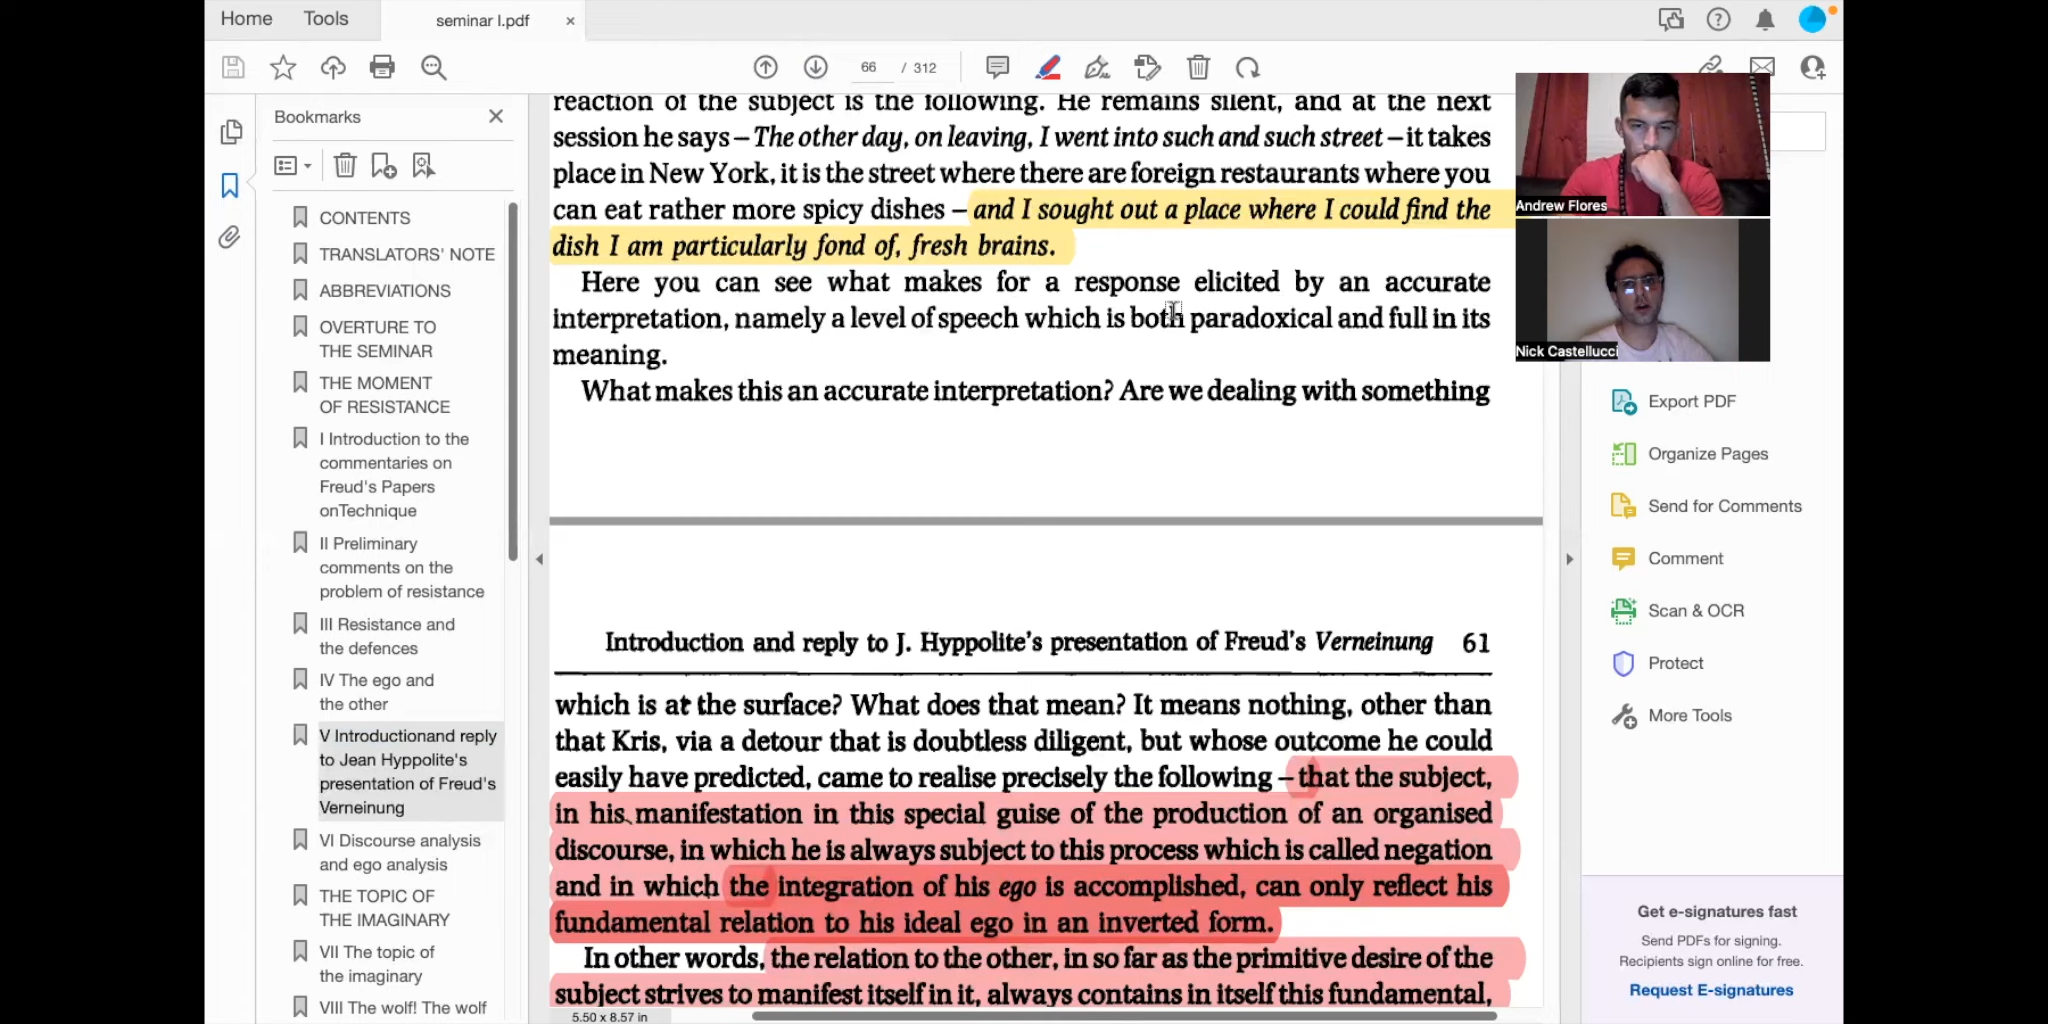 Home
Tools
seminar I.pdf
66 / 312
Bookmarks
CONTENTS
TRANSLATORS' NOTE
ABBREVIATIONS
OVERTURE TO
THE SEMINAR
THE MOMENT
OF RESISTANCE
I Introduction to the
commentaries on
Freud's Papers
onTechnique
II Preliminary
comments on the
problem of resistance
III Resistance and
the defences
IV The ego and
the other
V Introductionand reply
to Jean Hyppolite's
presentation of Freud's
Verneinung
VI Discourse analysis
and ego analysis
THE TOPIC OF
THE IMAGINARY
VII The topic of
the imaginary
VIII The wolf! The wolf
reaction of the subject is the following. He remains silent, and at the next
session he says – The other day, on leaving, I went into such and such street – it takes
place in New York, it is the street where there are foreign restaurants where you
can eat rather more spicy dishes – and I sought out a place where I could find the
dish I am particularly fond of, fresh brains.
Here you can see what makes for a response elicited by an accurate
interpretation, namely a level of speech which is both paradoxical and full in its
meaning.
What makes this an accurate interpretation? Are we dealing with something
Introduction and reply to J. Hyppolite's presentation of Freud's Verneinung 61
which is at the surface? What does that mean? It means nothing, other than
that Kris, via a detour that is doubtless diligent, but whose outcome he could
easily have predicted, came to realise precisely the following – that the subject,
in his manifestation in this special guise of the production of an organised
discourse, in which he is always subject to this process which is called negation
and in which the integration of his ego is accomplished, can only reflect his
fundamental relation to his ideal ego in an inverted form.
In other words, the relation to the other, in so far as the primitive desire of the
subject strives to manifest itself in it, always contains in itself this fundamental,
5.50 x 8.57 in
Andrew Flores
Nick Castellucci
Export PDF
Organize Pages
Send for Comments
Comment
Scan & OCR
Protect
More Tools
Get e-signatures fast
Send PDFs for signing.
Recipients sign online for free.
Request E-signatures